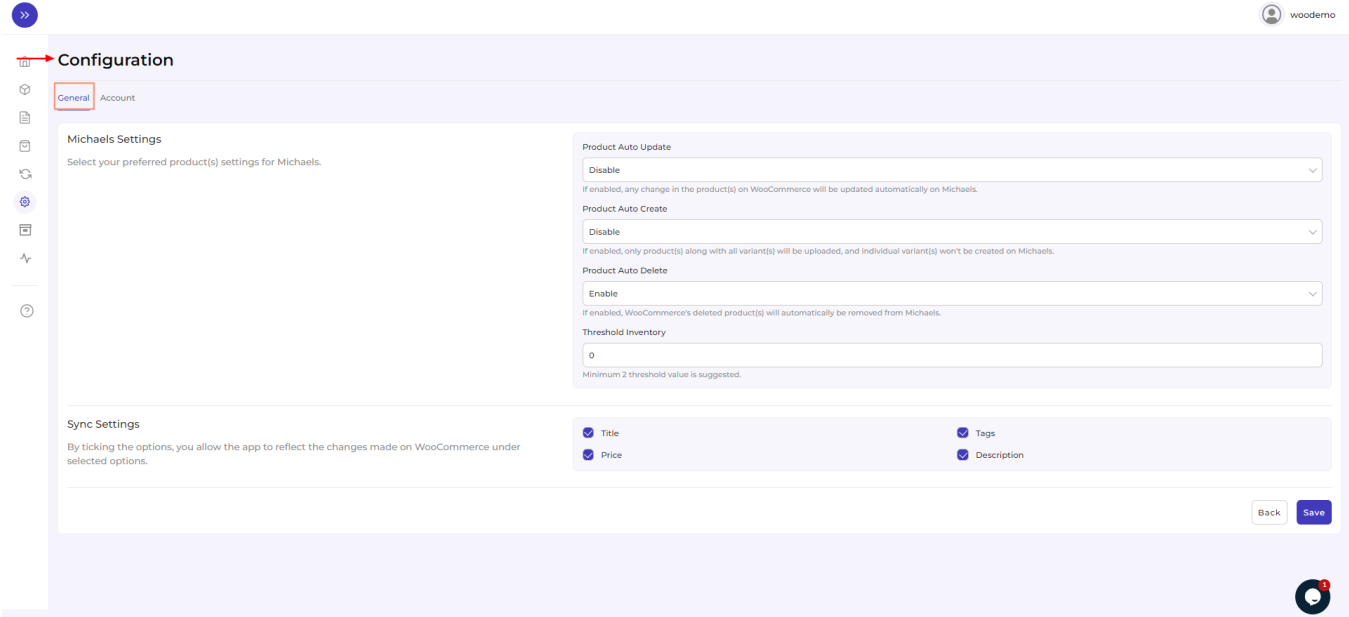 woodemo
Configuration
General Account
Michaels Settings
Select your preferred product(s) settings for Michaels.
Product Auto Update
Disable
If enabled, any change in the product(s) on WooCommerce will be updated automatically on Michaels.
Product Auto Create
Disable
If enabled, only product(s) along with all variant(s) will be uploaded, and individual variant(s) won't be created on Michaels.
Product Auto Delete
Enable
If enabled, WooCommerce's deleted product(s) will automatically be removed from Michaels.
Threshold Inventory
0
Minimum 2 threshold value is suggested.
Sync Settings
By ticking the options, you allow the app to reflect the changes made on WooCommerce under
selected options.
Title Tags
Price Description
Back Save
1